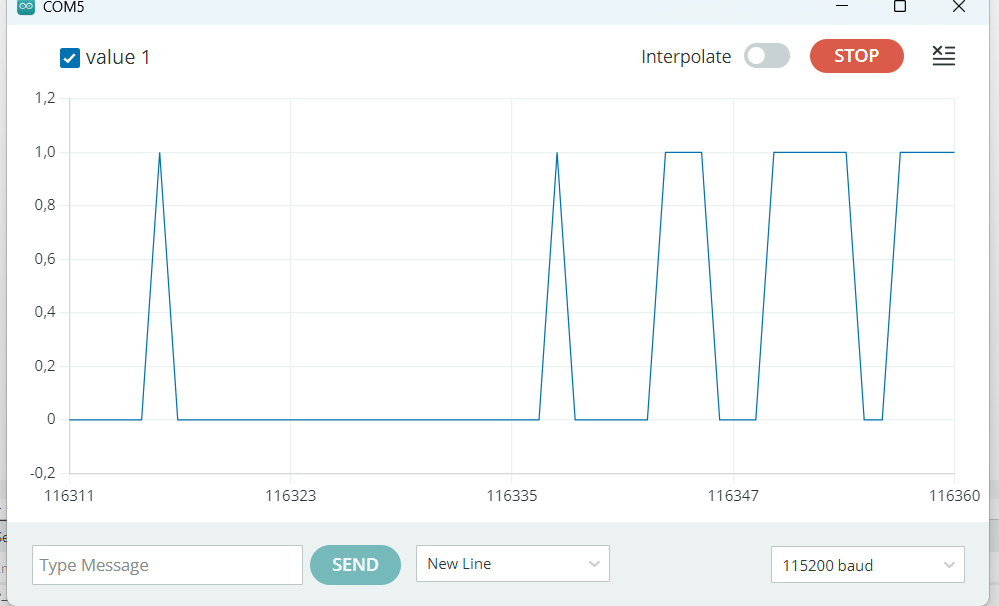 COM5
value 1
Interpolate
STOP
1,2
1,0
0,8
0,6
0,4
0,2
0
-0,2
116311 116323 116335 116347 116360
Type Message
SEND
New Line
115200 baud